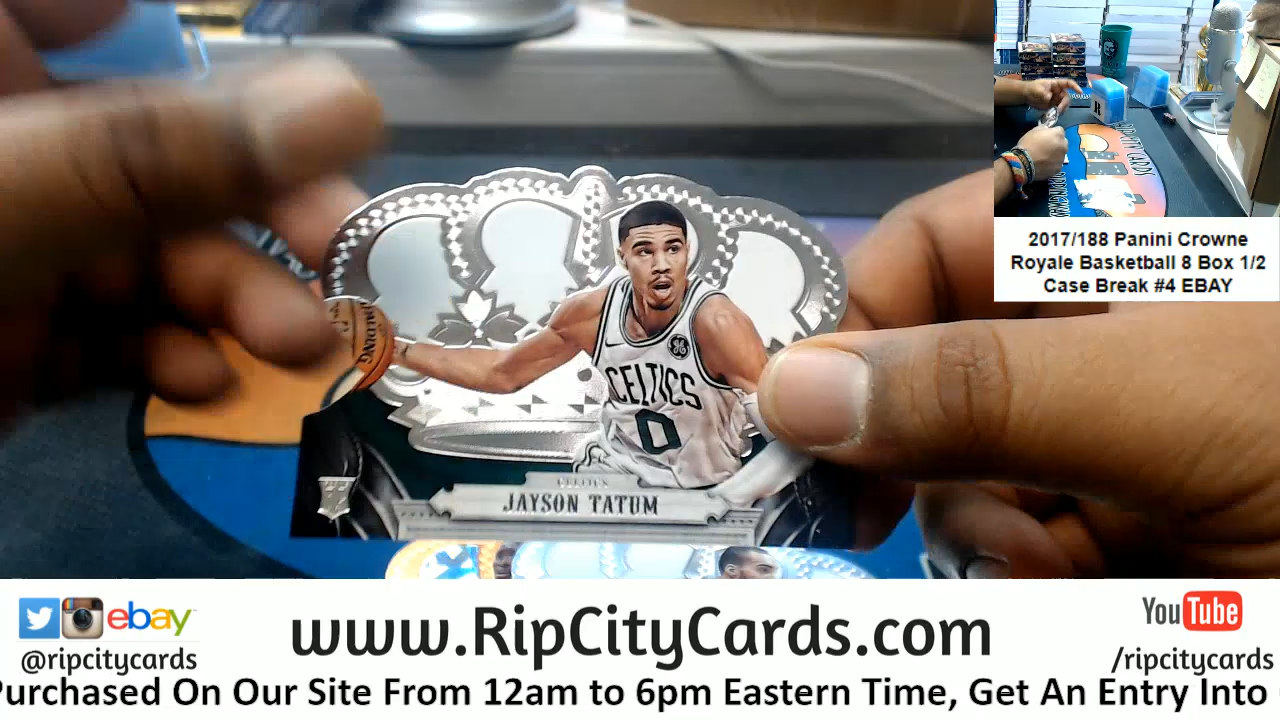 SPALDING
CELTICS
0
CELTICS
JAYSON TATUM
2017/188 Panini Crowne
Royale Basketball 8 Box 1/2
Case Break #4 EBAY
ebay
@ripcitycards
www.RipCityCards.com
YouTube
/ripcitycards
Purchased On Our Site From 12am to 6pm Eastern Time, Get An Entry Into